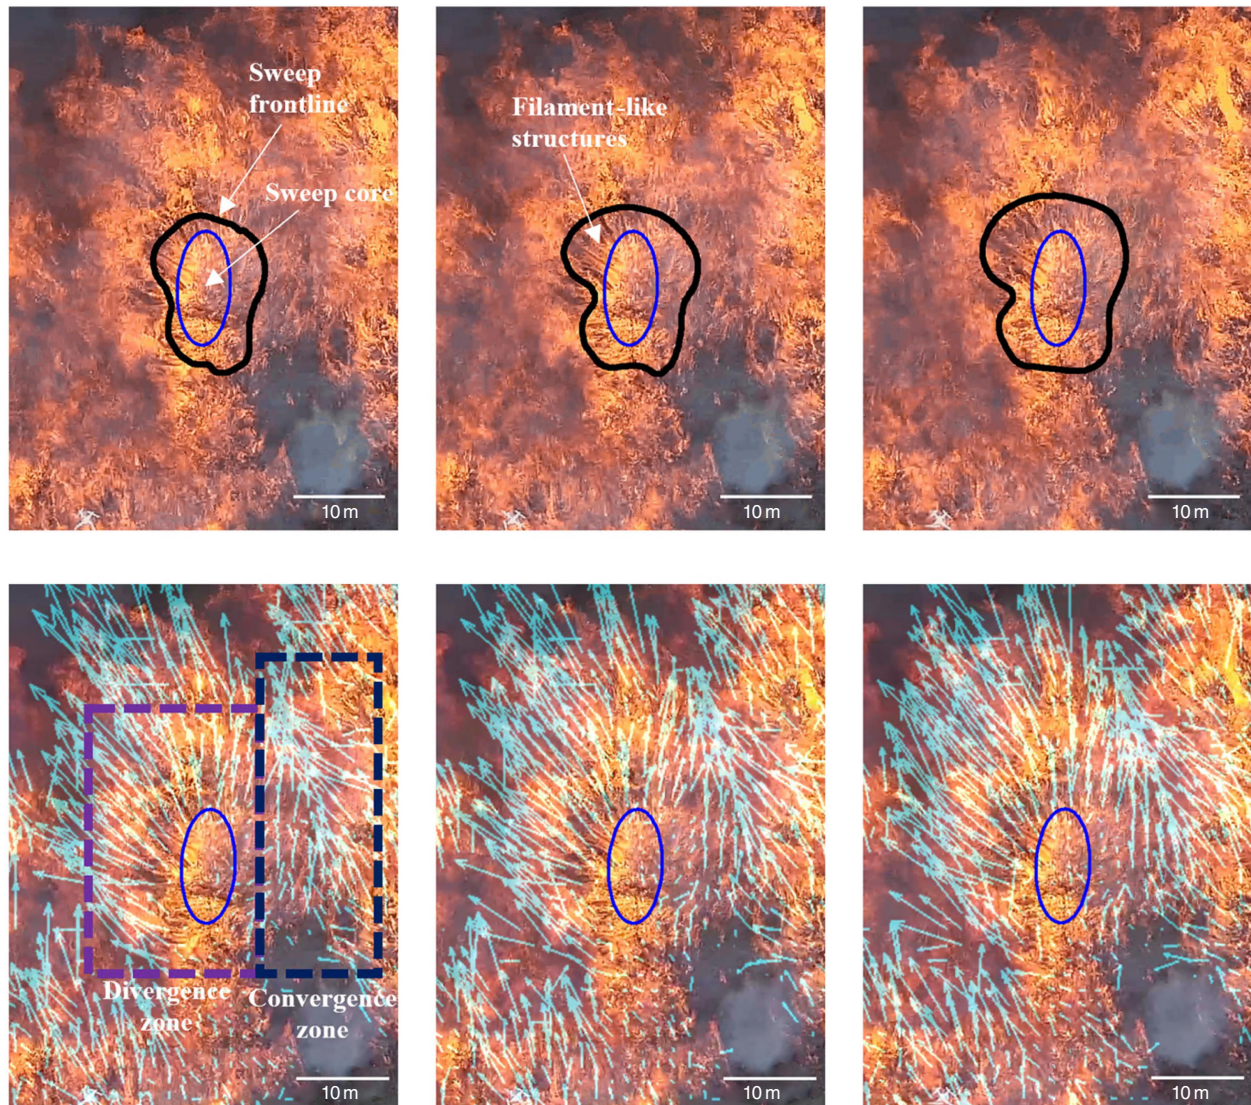 Sweep
frontline
Sweep core
10 m
Filament-like
structures
10 m
10 m
Divergence
zone
Convergence
zone
10 m
10 m
10 m